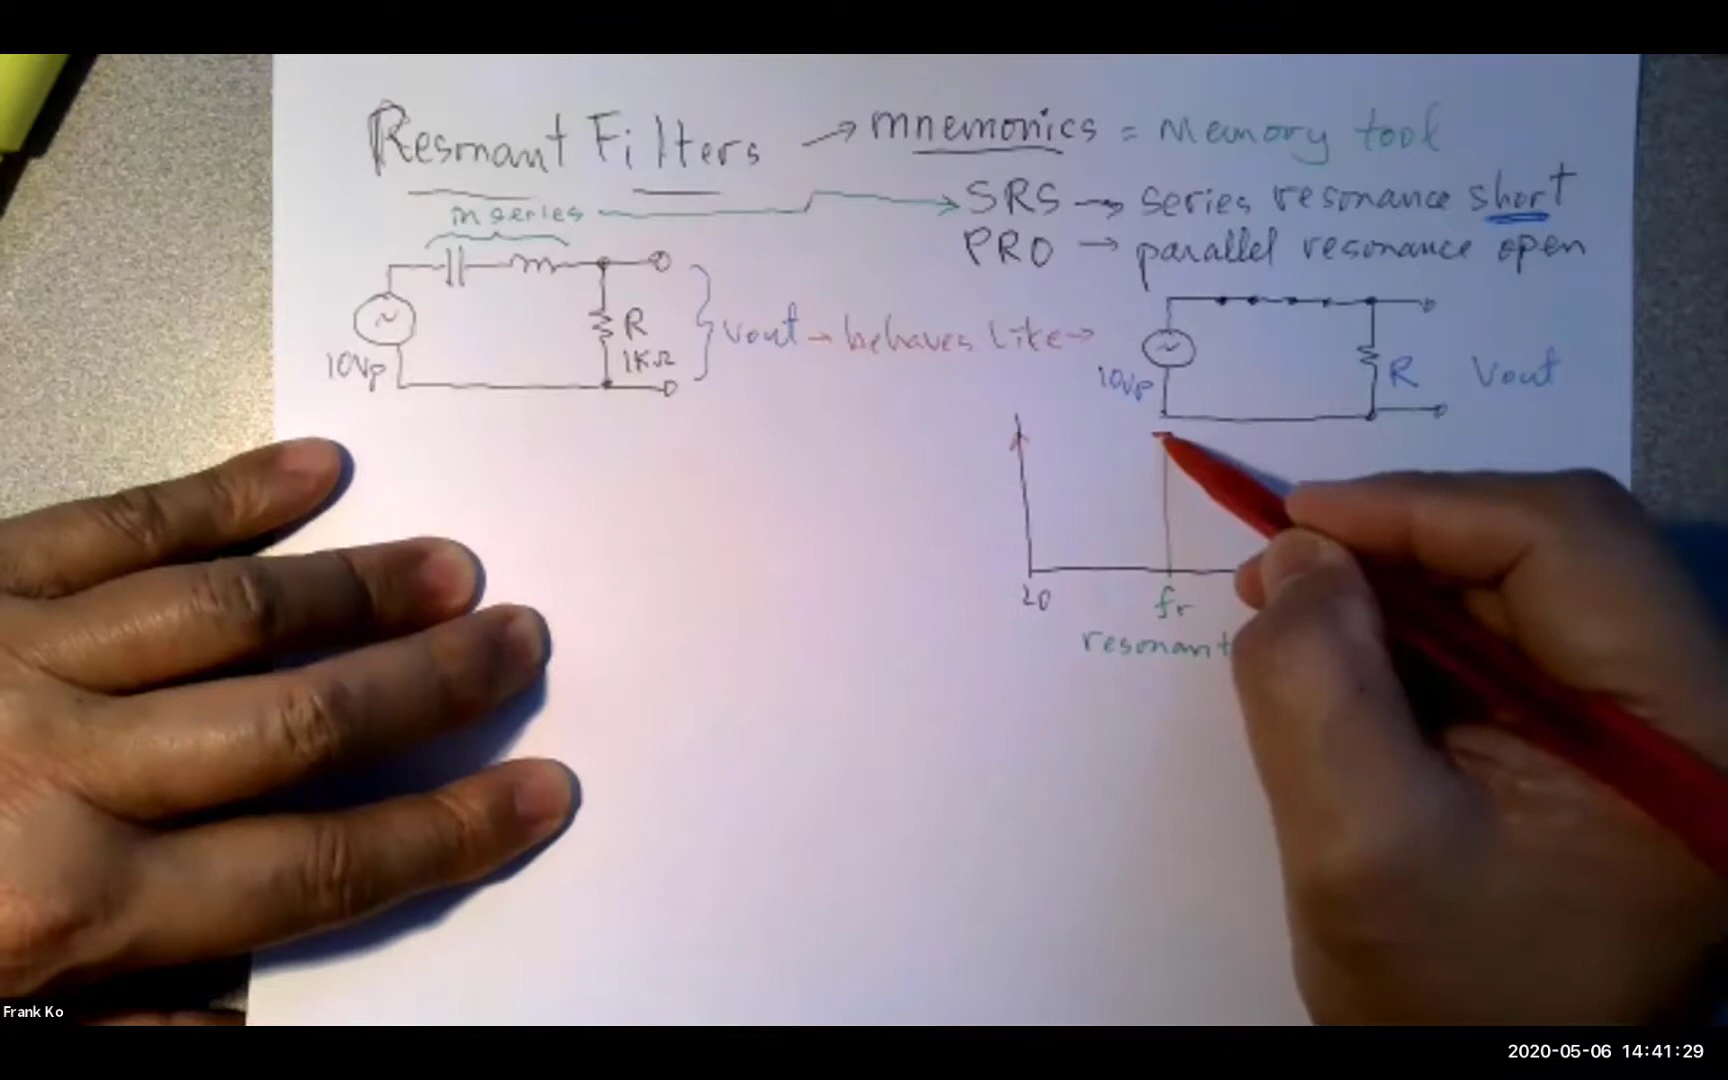 Resonant Filters → mnemonics = Memory tool
in series → SRS → series resonance short
PRO → parallel resonance open
R
1KΩ
10Vp
Vout → behaves like →
10Vp
R
Vout
20
fr
resonant
Frank Ko
2020-05-06 14:41:29